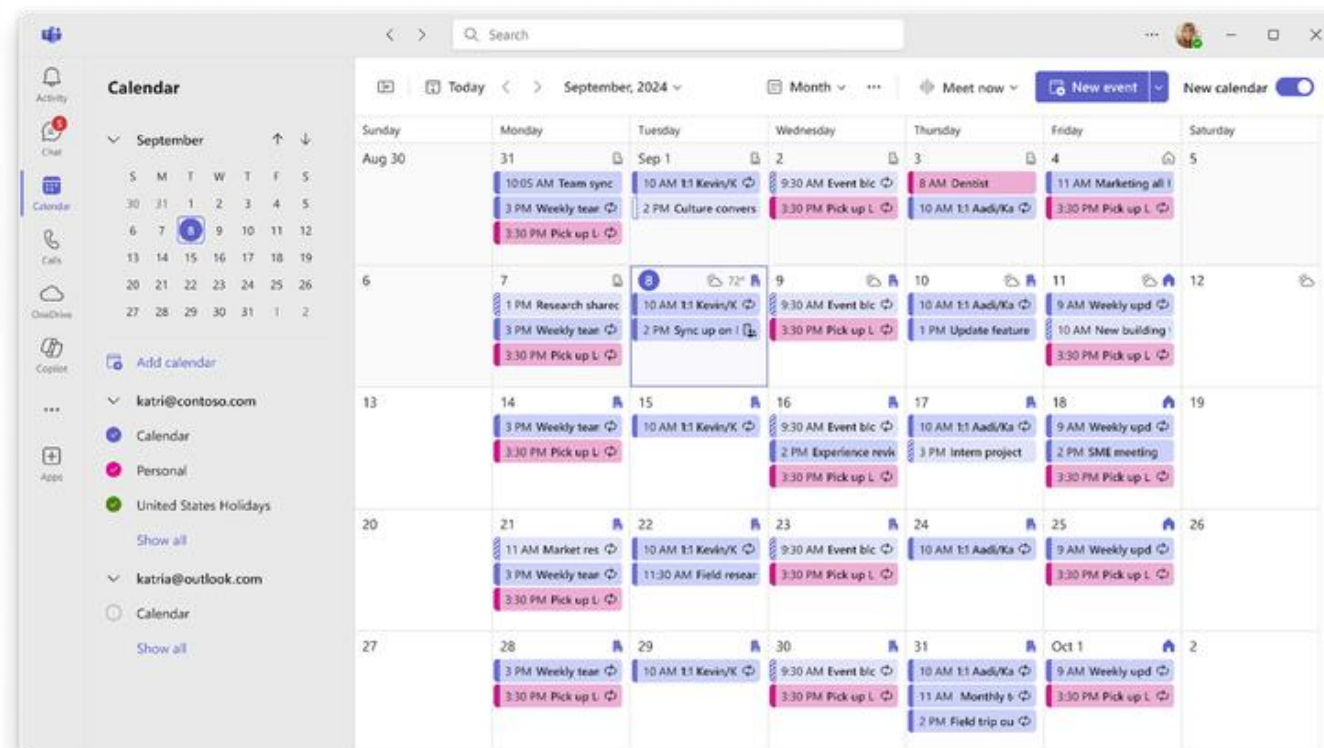 Search
Activity
Chat
5
Calendar
Calls
OneDrive
Copilot
Apps
Calendar
September
S M T W T F S
30 31 1 2 3 4 5
6 7 8 9 10 11 12
13 14 15 16 17 18 19
20 21 22 23 24 25 26
27 28 29 30 31 1 2
Add calendar
katri@contoso.com
Calendar
Personal
United States Holidays
Show all
katria@outlook.com
Calendar
Show all
Today
September, 2024
Month
Meet now
New event
New calendar
Sunday Monday Tuesday Wednesday Thursday Friday Saturday
Aug 30
31
10:05 AM Team sync
3 PM Weekly tear
3:30 PM Pick up L
Sep 1
10 AM 1:1 Kevin/K
2 PM Culture convers
2
9:30 AM Event blc
3:30 PM Pick up L
3
8 AM Dentist
10 AM 1:1 Aadi/Ka
4
11 AM Marketing all
3:30 PM Pick up L
5
6
7
1 PM Research sharec
3 PM Weekly tear
3:30 PM Pick up L
8 72°
10 AM 1:1 Kevin/K
2 PM Sync up on
9
9:30 AM Event blc
3:30 PM Pick up L
10
10 AM 1:1 Aadi/Ka
1 PM Update feature
11
9 AM Weekly upd
10 AM New building
3:30 PM Pick up L
12
13
14
3 PM Weekly tear
3:30 PM Pick up L
15
10 AM 1:1 Kevin/K
16
9:30 AM Event blc
2 PM Experience revie
3:30 PM Pick up L
17
10 AM 1:1 Aadi/Ka
3 PM Intern project
18
9 AM Weekly upd
2 PM SME meeting
3:30 PM Pick up L
19
20
21
11 AM Market res
3 PM Weekly tear
3:30 PM Pick up L
22
10 AM 1:1 Kevin/K
11:30 AM Field resear
23
9:30 AM Event blc
3:30 PM Pick up L
24
10 AM 1:1 Aadi/Ka
25
9 AM Weekly upd
3:30 PM Pick up L
26
27
28
3 PM Weekly tear
3:30 PM Pick up L
29
10 AM 1:1 Kevin/K
30
9:30 AM Event blc
3:30 PM Pick up L
31
10 AM 1:1 Aadi/Ka
11 AM Monthly t
2 PM Field trip ou
Oct 1
9 AM Weekly upd
3:30 PM Pick up L
2